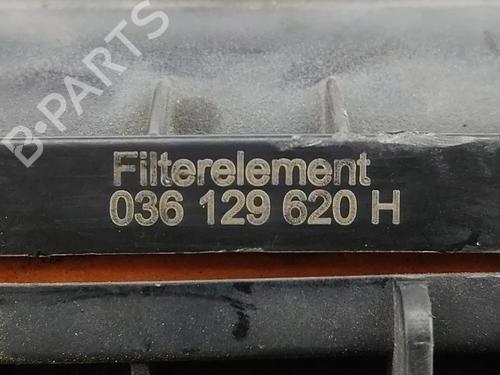 B-PARTS
Filterelement
036 129 620 H